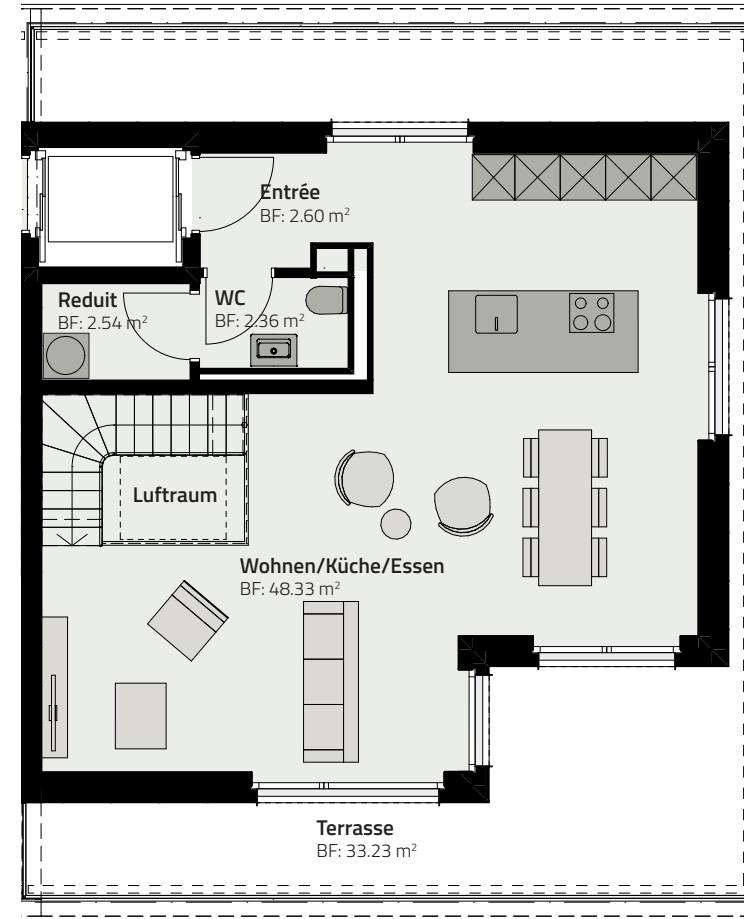 Entrée
BF: 2.60 m²
Reduit
BF: 2.54 m²
WC
BF: 2.36 m²
Luftraum
Wohnen/Küche/Essen
BF: 48.33 m²
Terrasse
BF: 33.23 m²